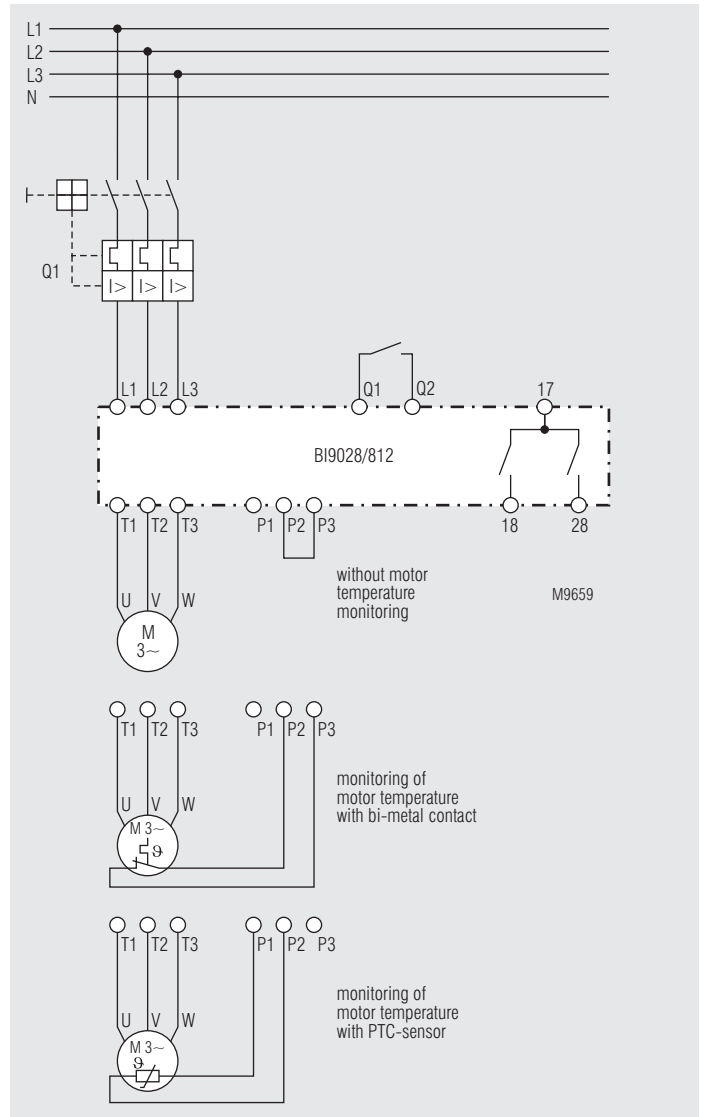 L1
L2
L3
N
Q1
I> I> I>
L1 L2 L3 Q1 Q2 17
BI9028/812
T1 T2 T3 P1 P2 P3 18 28
without motor
temperature
monitoring
M9659
U V W
M
3~
T1 T2 T3 P1 P2 P3
monitoring of
motor temperature
with bi-metal contact
U V W
M 3~
ϑ
T1 T2 T3 P1 P2 P3
monitoring of
motor temperature
with PTC-sensor
U V W
M 3~
ϑ